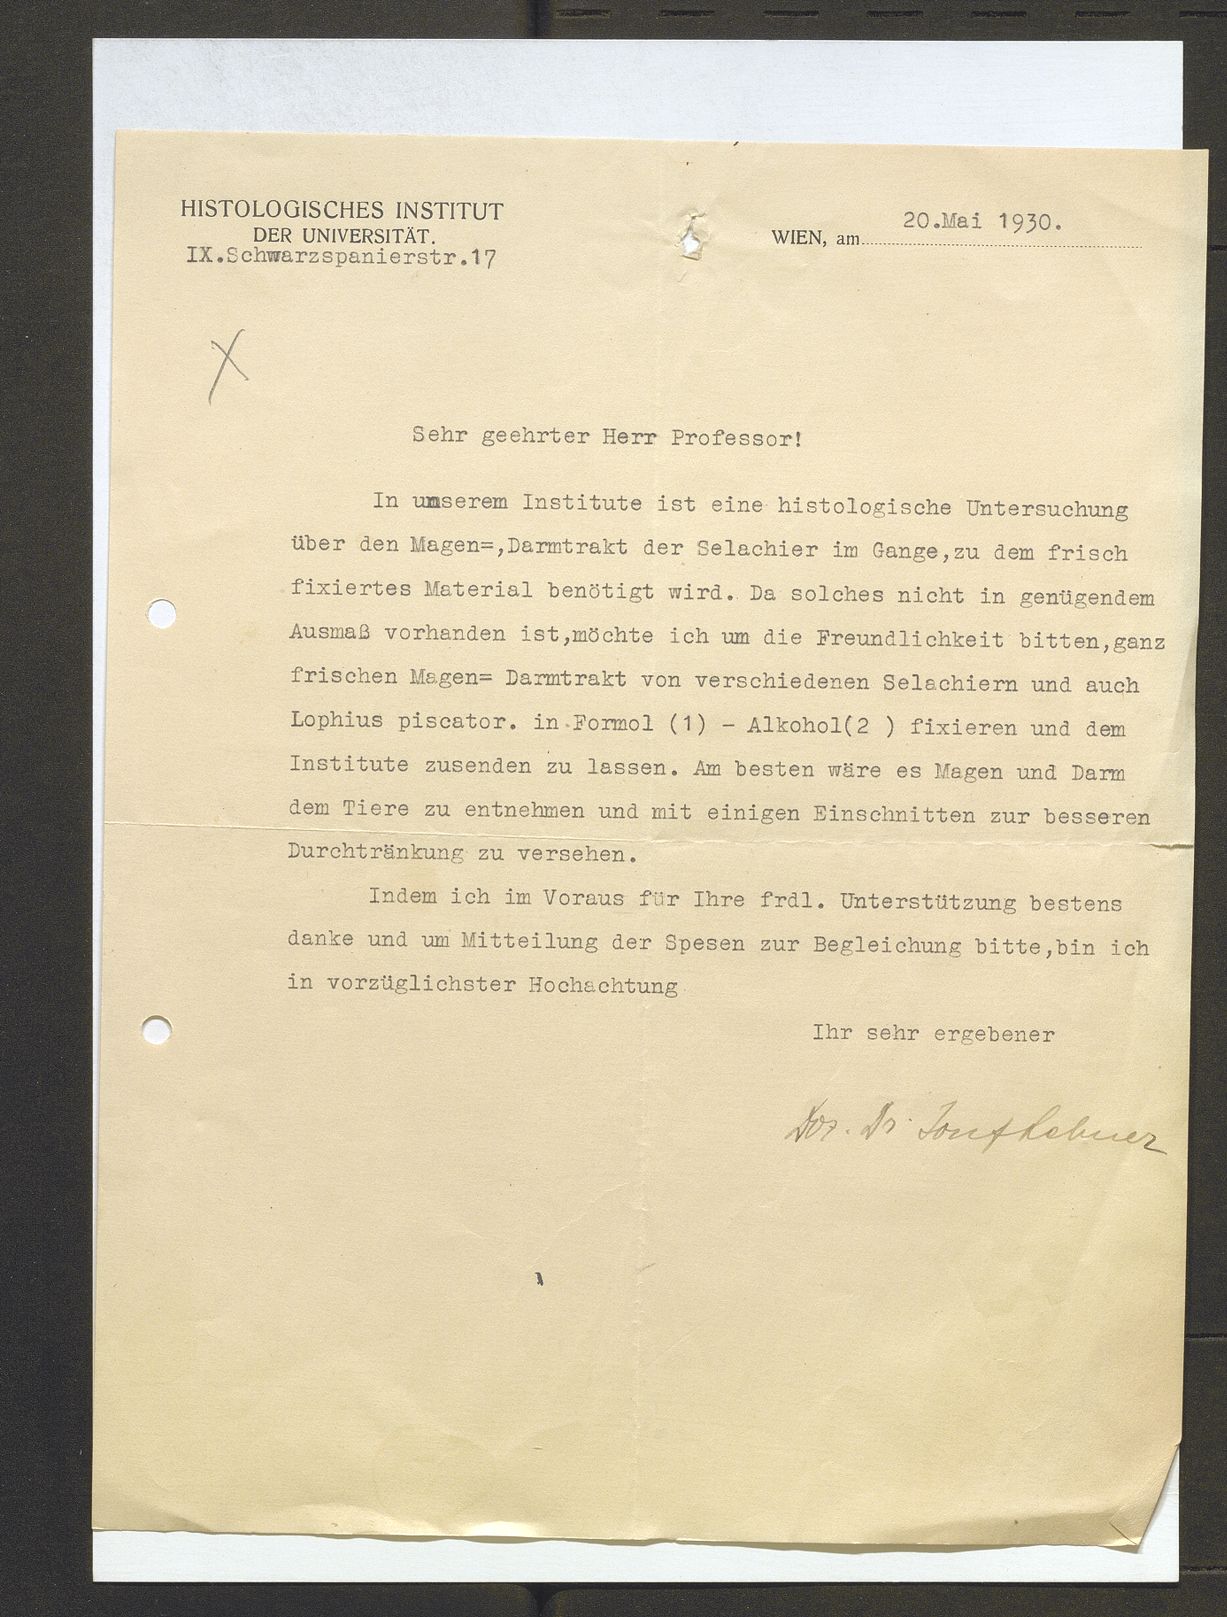 HISTOLOGISCHES INSTITUT
DER UNIVERSITÄT.
IX.Schwarzspanierstr.17
WIEN, am 20.Mai 1930.
X
Sehr geehrter Herr Professor!
In unserem Institute ist eine histologische Untersuchung
über den Magen=,Darmtrakt der Selachier im Gange,zu dem frisch
fixiertes Material benötigt wird. Da solches nicht in genügendem
Ausmaß vorhanden ist,möchte ich um die Freundlichkeit bitten,ganz
frischen Magen= Darmtrakt von verschiedenen Selachiern und auch
Lophius piscator. in Formol (1) - Alkohol(2 ) fixieren und dem
Institute zusenden zu lassen. Am besten wäre es Magen und Darm
dem Tiere zu entnehmen und mit einigen Einschnitten zur besseren
Durchtränkung zu versehen.
Indem ich im Voraus für Ihre frdl. Unterstützung bestens
danke und um Mitteilung der Spesen zur Begleichung bitte,bin ich
in vorzüglichster Hochachtung
Ihr sehr ergebener
Doz. Dr